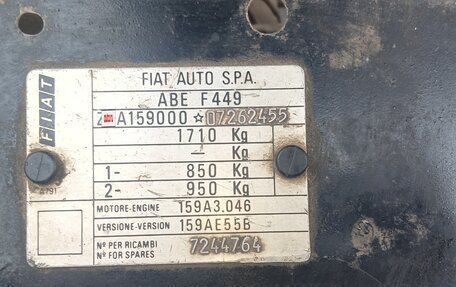 FIAT
FIAT AUTO S.P.A.
ABE F449
A159000 ☆07262455
1710 Kg
— Kg
1- 850 Kg
2- 950 Kg
MOTORE-ENGINE 159A3.046
VERSIONE-VERSION 159AE55B
Nº PER RICAMBI
Nº FOR SPARES 7244764